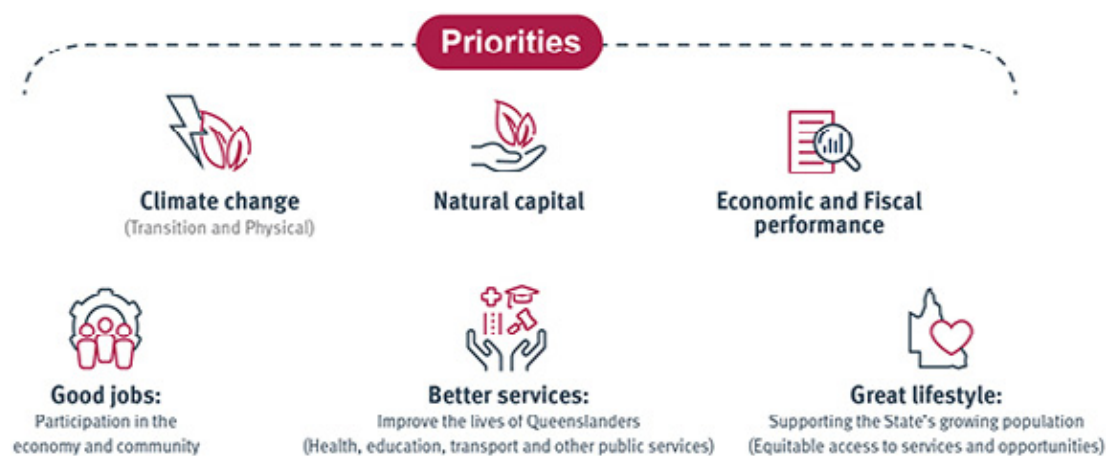 Priorities
Climate change
(Transition and Physical)
Natural capital
Economic and Fiscal
performance
Good jobs:
Participation in the
economy and community
Better services:
Improve the lives of Queenslanders
(Health, education, transport and other public services)
Great lifestyle:
Supporting the State's growing population
(Equitable access to services and opportunities)